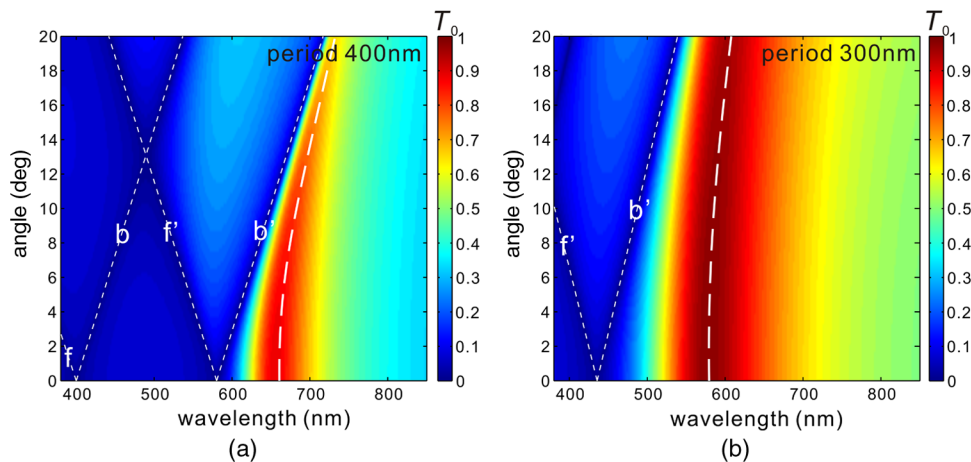 T0
period 400nm
20
18
16
14
12
10
8
6
4
2
0
angle (deg)
f
b
f’
b’
400 500 600 700 800
wavelength (nm)
1
0.9
0.8
0.7
0.6
0.5
0.4
0.3
0.2
0.1
0
(a)
T0
period 300nm
20
18
16
14
12
10
8
6
4
2
0
angle (deg)
f’
b’
400 500 600 700 800
wavelength (nm)
1
0.9
0.8
0.7
0.6
0.5
0.4
0.3
0.2
0.1
0
(b)